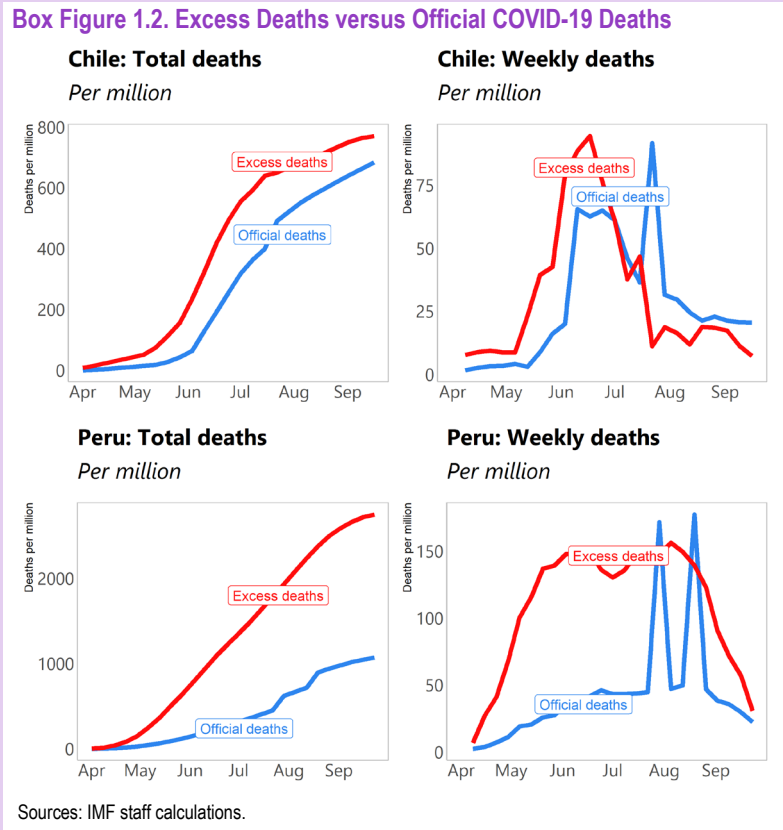 Box Figure 1.2. Excess Deaths versus Official COVID-19 Deaths
Chile: Total deaths
Per million
Deaths per million
800
600
400
200
0
Excess deaths
Official deaths
Apr May Jun Jul Aug Sep
Chile: Weekly deaths
Per million
Deaths per million
75
50
25
0
Excess deaths
Official deaths
Apr May Jun Jul Aug Sep
Peru: Total deaths
Per million
Deaths per million
2000
1000
0
Excess deaths
Official deaths
Apr May Jun Jul Aug Sep
Peru: Weekly deaths
Per million
Deaths per million
150
100
50
0
Excess deaths
Official deaths
Apr May Jun Jul Aug Sep
Sources: IMF staff calculations.